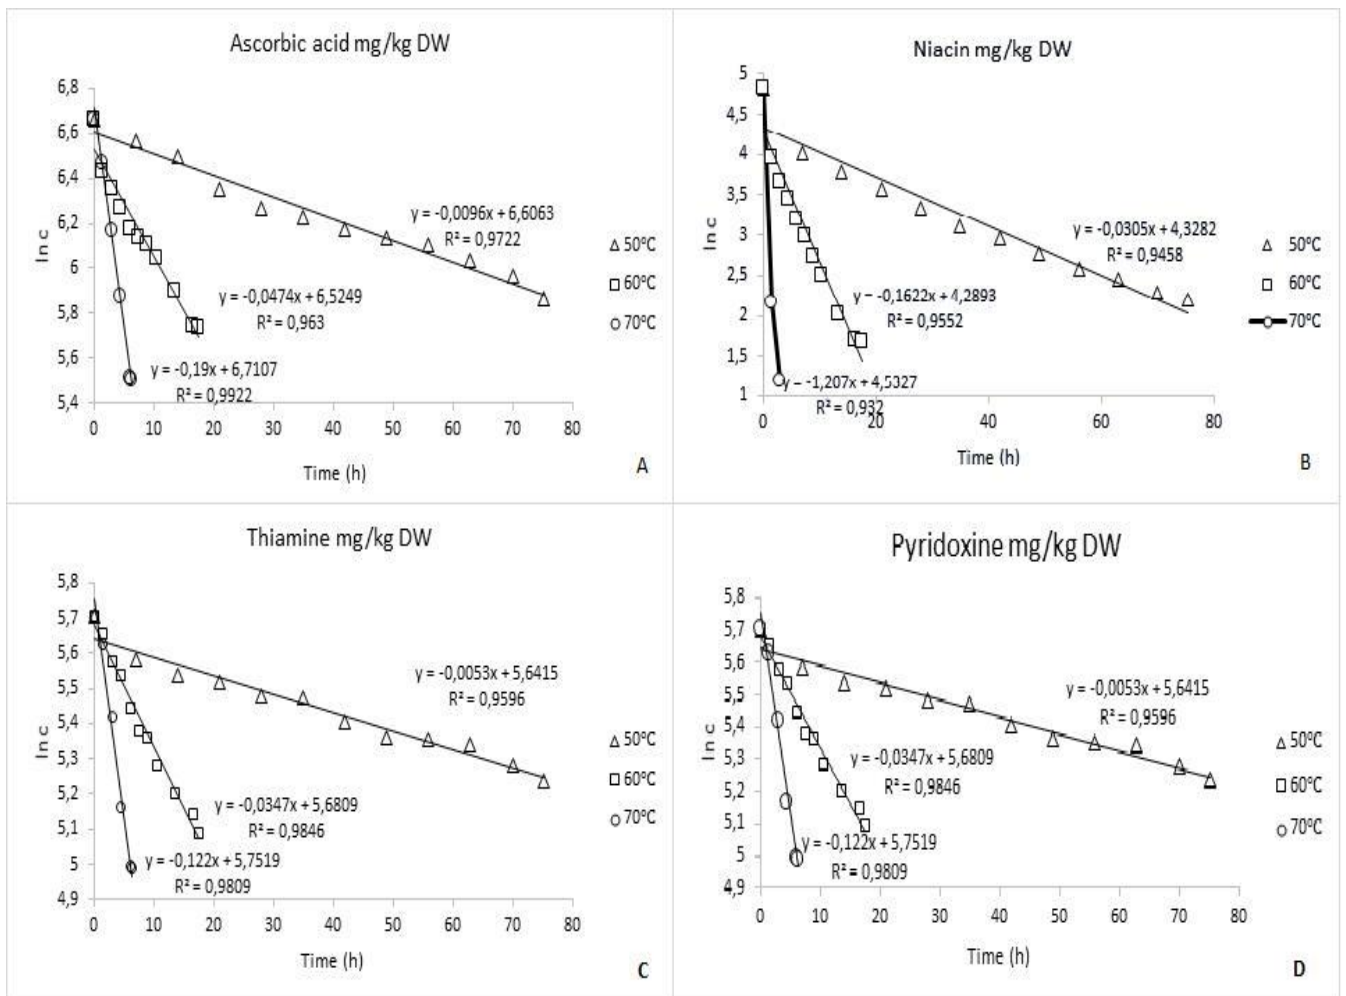 Ascorbic acid mg/kg DW
6,8
6,6
6,4
6,2
6
5,8
5,6
5,4
ln c
y = -0,0096x + 6,6063
R² = 0,9722
y = -0,0474x + 6,5249
R² = 0,963
y = -0,19x + 6,7107
R² = 0,9922
50°C
60°C
70°C
0 10 20 30 40 50 60 70 80
Time (h)
A
Niacin mg/kg DW
5
4,5
4
3,5
3
2,5
2
1,5
1
ln c
y = -0,0305x + 4,3282
R² = 0,9458
y = -0,1622x + 4,2893
R² = 0,9552
y = -1,207x + 4,5327
R² = 0,932
50°C
60°C
70°C
0 20 40 60 80
Time (h)
B
Thiamine mg/kg DW
5,8
5,7
5,6
5,5
5,4
5,3
5,2
5,1
5
4,9
ln c
y = -0,0053x + 5,6415
R² = 0,9596
y = -0,0347x + 5,6809
R² = 0,9846
y = -0,122x + 5,7519
R² = 0,9809
50°C
60°C
70°C
0 10 20 30 40 50 60 70 80
Time (h)
C
Pyridoxine mg/kg DW
5,8
5,7
5,6
5,5
5,4
5,3
5,2
5,1
5
4,9
ln c
y = -0,0053x + 5,6415
R² = 0,9596
y = -0,0347x + 5,6809
R² = 0,9846
y = -0,122x + 5,7519
R² = 0,9809
50°C
60°C
70°C
0 10 20 30 40 50 60 70 80
Time (h)
D